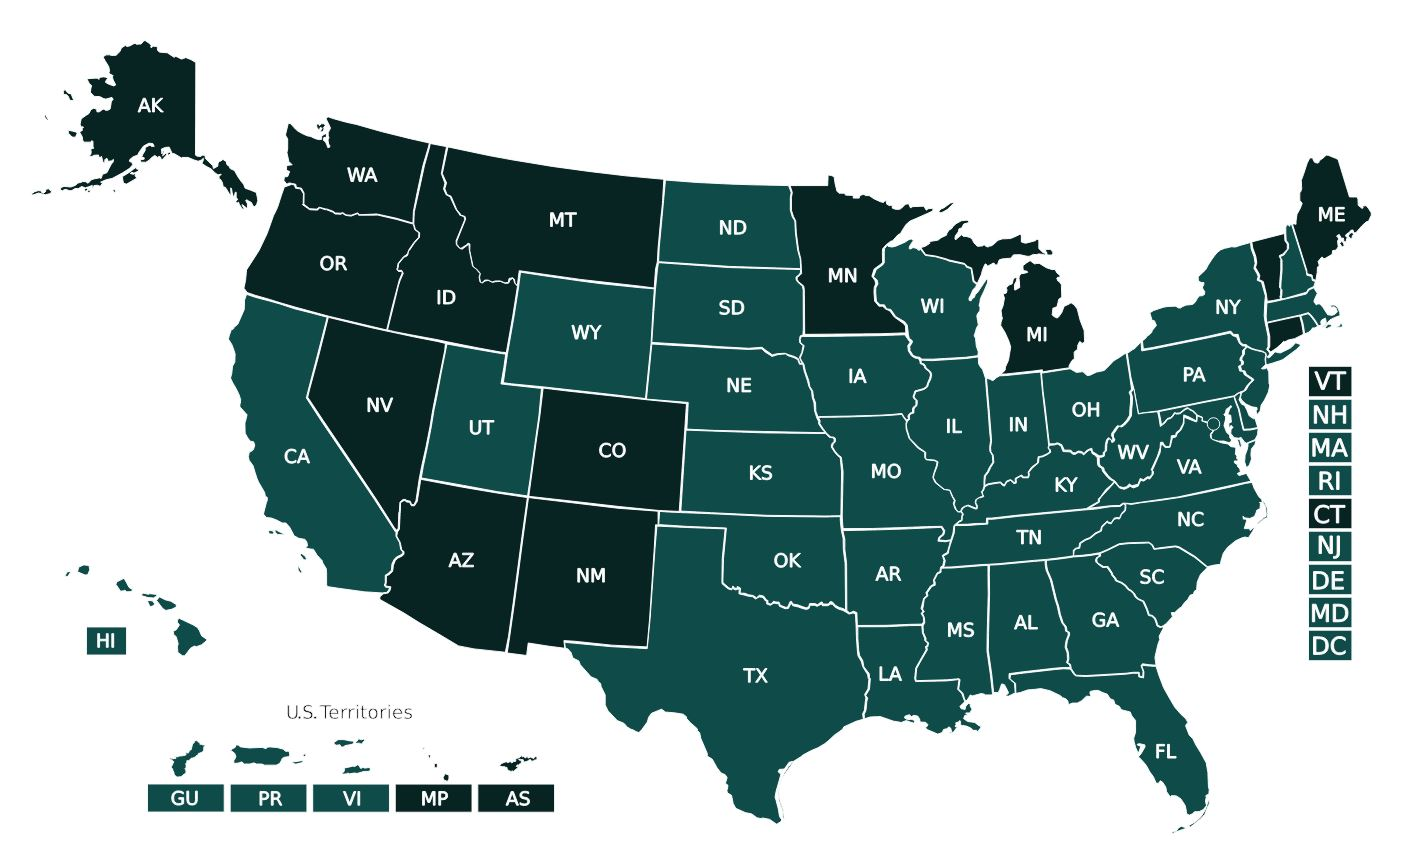 AK
WA
MT
ND
ME
OR
MN
ID
SD
WI
NY
WY
MI
IA
PA
NE
VT
NV
OH
NH
UT
IL
IN
CO
WV
MA
CA
KS
MO
VA
RI
KY
NC
CT
TN
NJ
AZ
OK
NM
AR
SC
DE
MD
HI
MS
AL
GA
DC
TX
LA
U.S. Territories
FL
GU PR VI MP AS